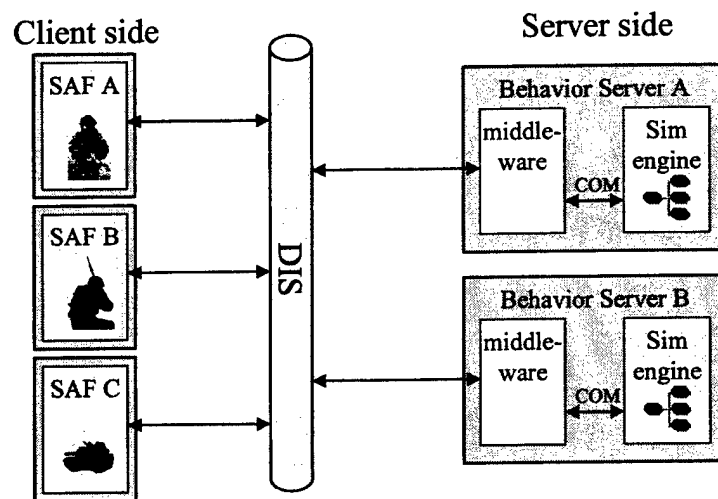 Client side
Server side
SAF A
SAF B
SAF C
DIS
Behavior Server A
middle-
ware
COM
Sim
engine
Behavior Server B
middle-
ware
COM
Sim
engine